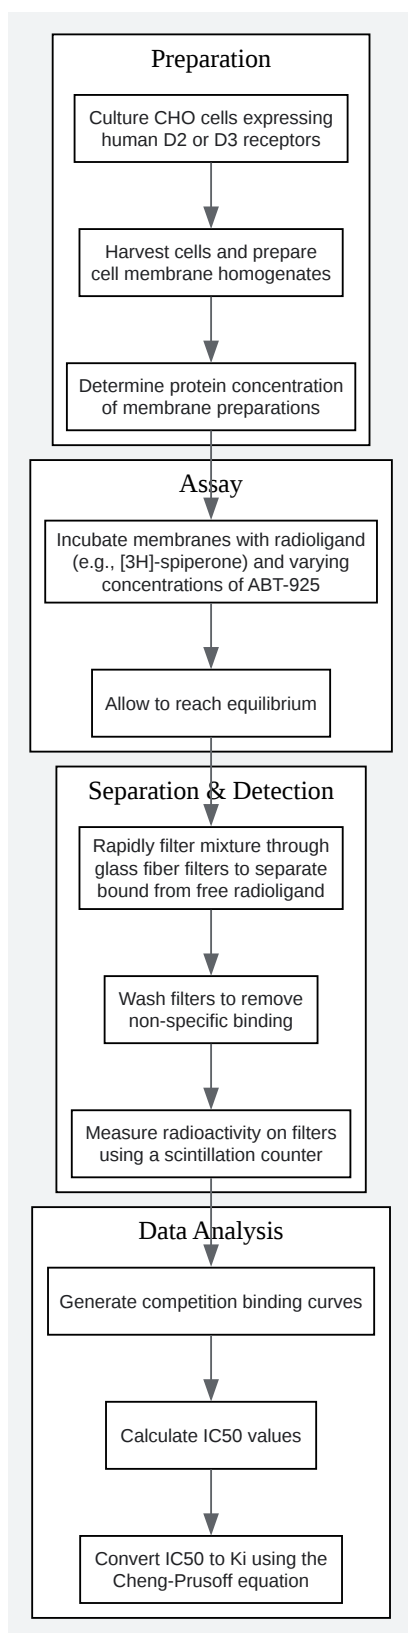 Preparation
Culture CHO cells expressing
human D2 or D3 receptors
Harvest cells and prepare
cell membrane homogenates
Determine protein concentration
of membrane preparations
Assay
Incubate membranes with radioligand
(e.g., [3H]-spiperone) and varying
concentrations of ABT-925
Allow to reach equilibrium
Separation & Detection
Rapidly filter mixture through
glass fiber filters to separate
bound from free radioligand
Wash filters to remove
non-specific binding
Measure radioactivity on filters
using a scintillation counter
Data Analysis
Generate competition binding curves
Calculate IC50 values
Convert IC50 to Ki using the
Cheng-Prusoff equation